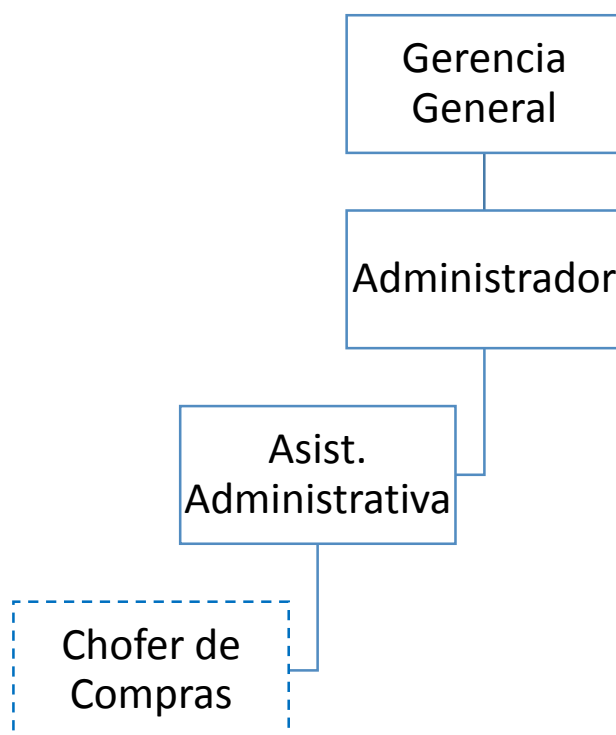 Gerencia
General
Administrador
Asist.
Administrativa
Chofer de
Compras